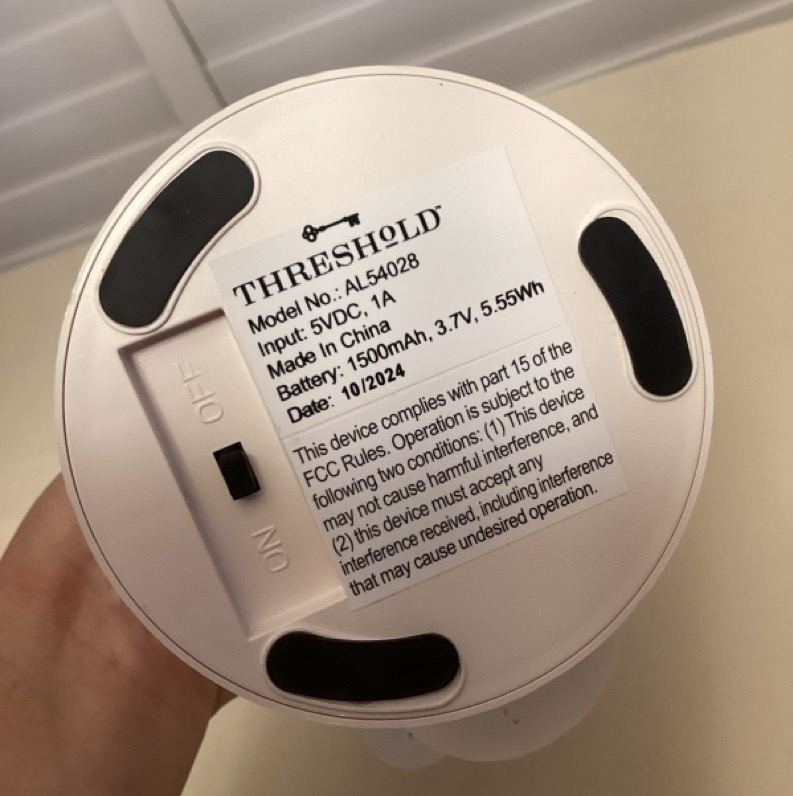 THRESHOLD™
Model No.: AL54028
Input: 5VDC, 1A
Made In China
Battery: 1500mAh, 3.7V, 5.55Wh
Date: 10/2024
This device complies with part 15 of the
FCC Rules. Operation is subject to the
following two conditions: (1) This device
may not cause harmful interference, and
(2) this device must accept any
interference received, including interference
that may cause undesired operation.
OFF
ON